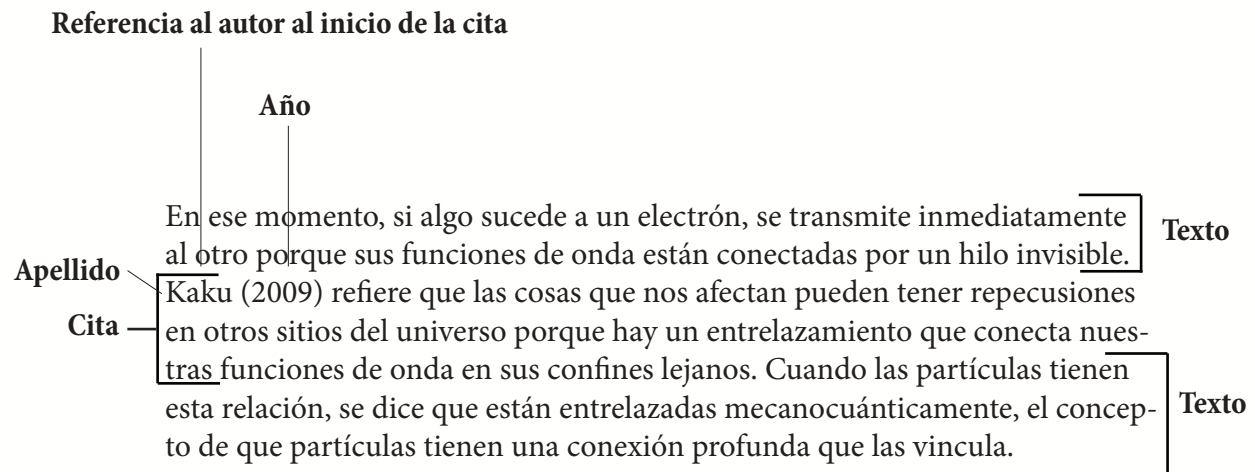 Referencia al autor al inicio de la cita
Año
En ese momento, si algo sucede a un electrón, se transmite inmediatamente
al otro porque sus funciones de onda están conectadas por un hilo invisible.
Texto
Apellido
Kaku (2009) refiere que las cosas que nos afectan pueden tener repecusiones
Cita
en otros sitios del universo porque hay un entrelazamiento que conecta nues-
tras funciones de onda en sus confines lejanos. Cuando las partículas tienen
esta relación, se dice que están entrelazadas mecanocuánticamente, el concep-
Texto
to de que partículas tienen una conexión profunda que las vincula.